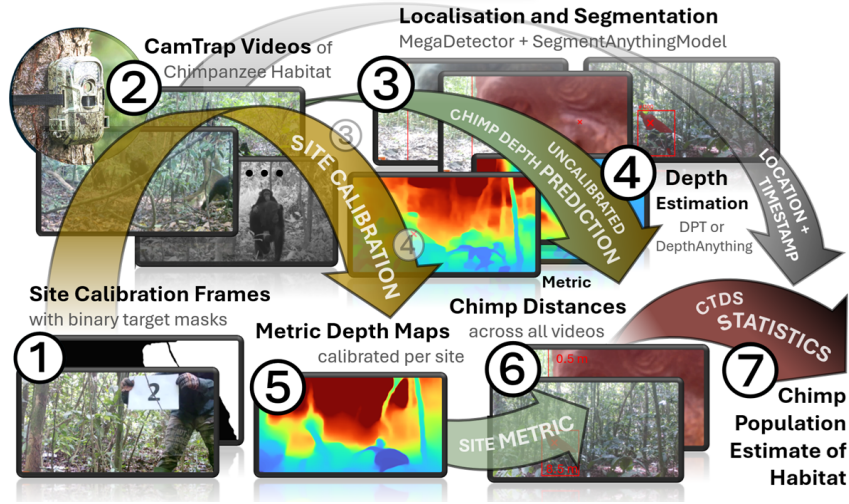 Localisation and Segmentation
MegaDetector + SegmentAnythingModel
CamTrap Videos of
Chimpanzee Habitat
2
3
3
CHIMP DEPTH PREDICTION
UNCALIBRATED
SITE CALIBRATION
4
4
Depth
Estimation
DPT or
DepthAnything
LOCATION +
TIMESTAMP
Site Calibration Frames
with binary target masks
1
2
Metric Depth Maps
calibrated per site
5
Metric
Chimp Distances
across all videos
6
0.5 m
SITE METRIC
CTDS
STATISTICS
7
Chimp
Population
Estimate of
Habitat